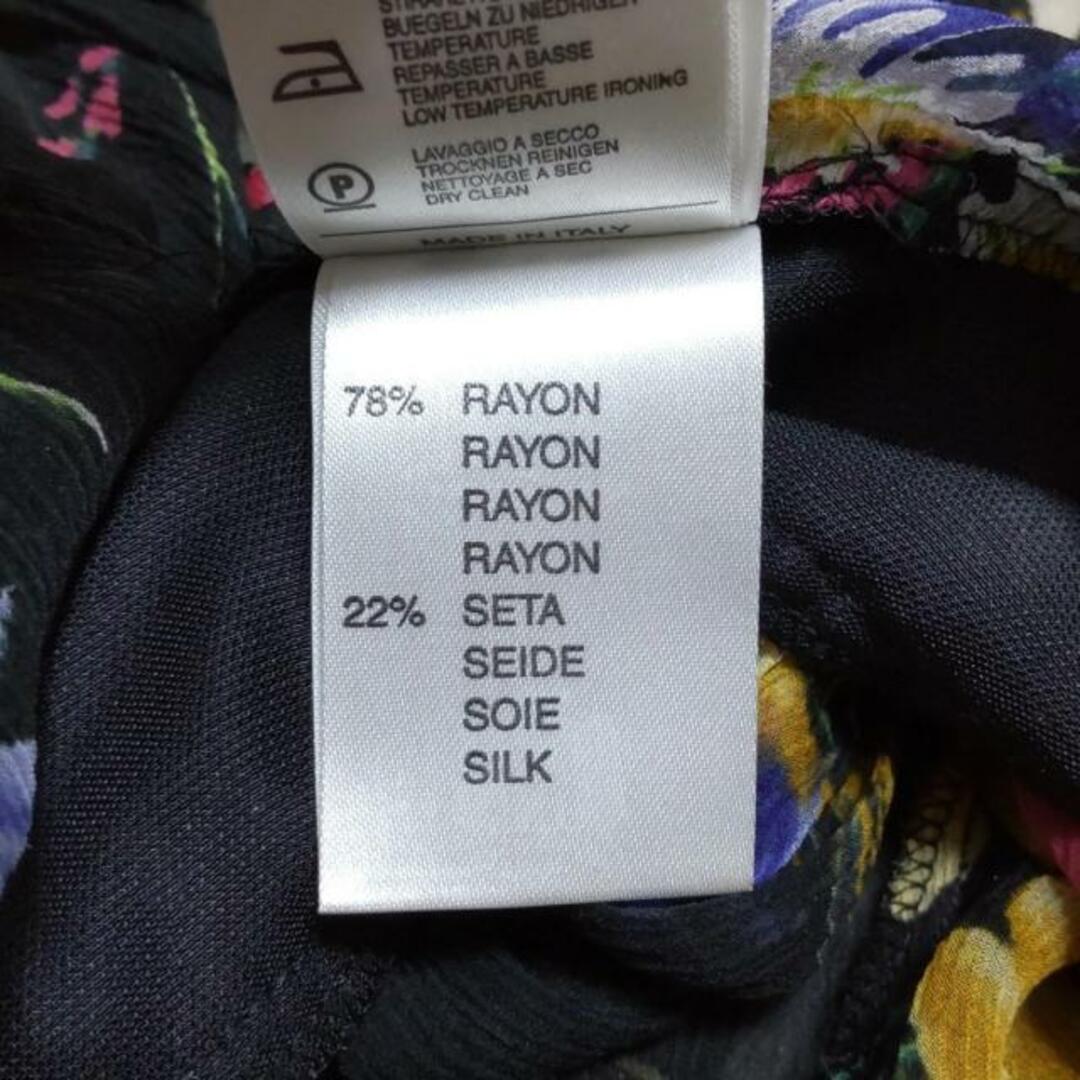 BUEGELN ZU NIEDRIGEN
TEMPERATURE
REPASSER A BASSE
TEMPERATURE
LOW TEMPERATURE IRONING
P
LAVAGGIO A SECCO
TROCKNEN REINIGEN
NETTOYAGE A SEC
DRY CLEAN
MADE IN ITALY
78% RAYON
RAYON
RAYON
RAYON
22% SETA
SEIDE
SOIE
SILK